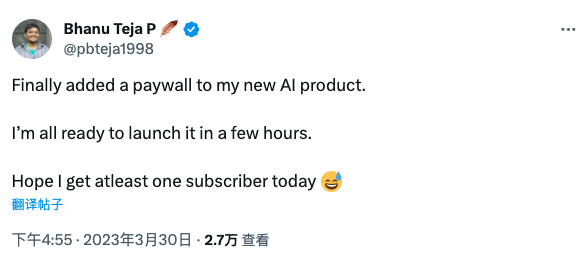 Bhanu Teja P 🪶
@pbteja1998
Finally added a paywall to my new AI product.
I’m all ready to launch it in a few hours.
Hope I get atleast one subscriber today 😅
翻译帖子
下午4:55 · 2023年3月30日 · 2.7万 查看